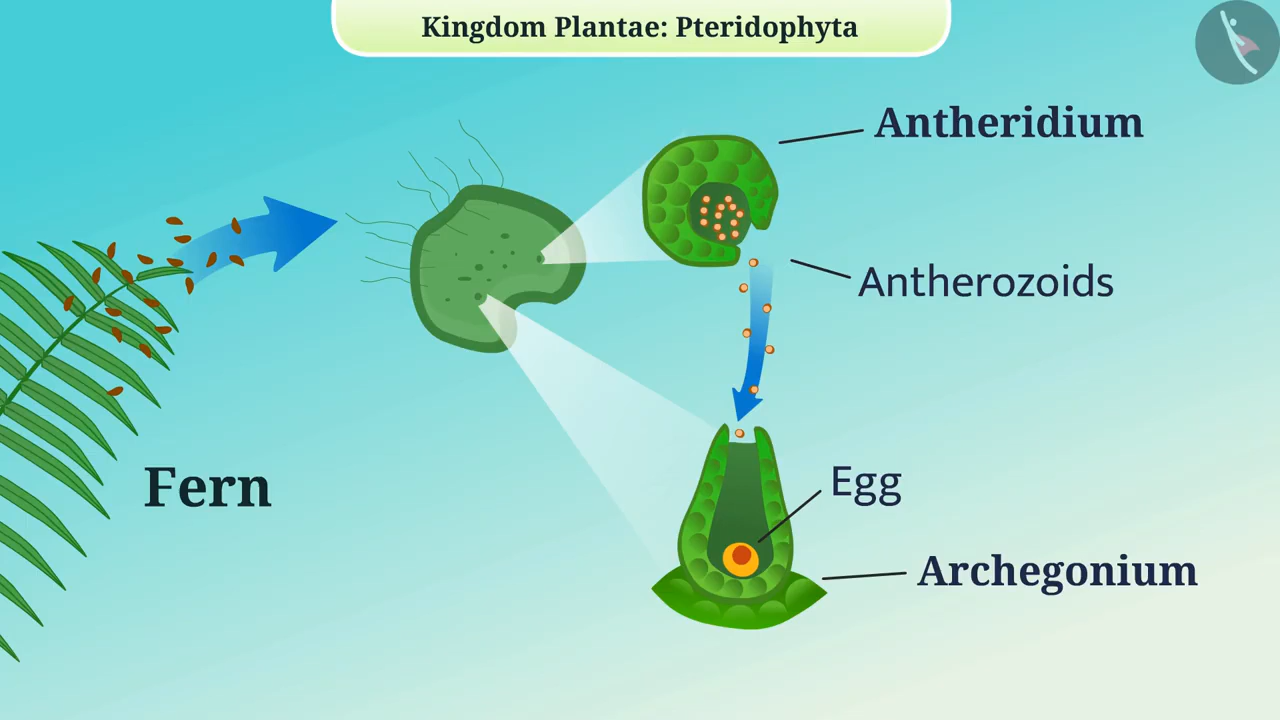 Kingdom Plantae: Pteridophyta
Antheridium
Antherozoids
Fern
Egg
Archegonium